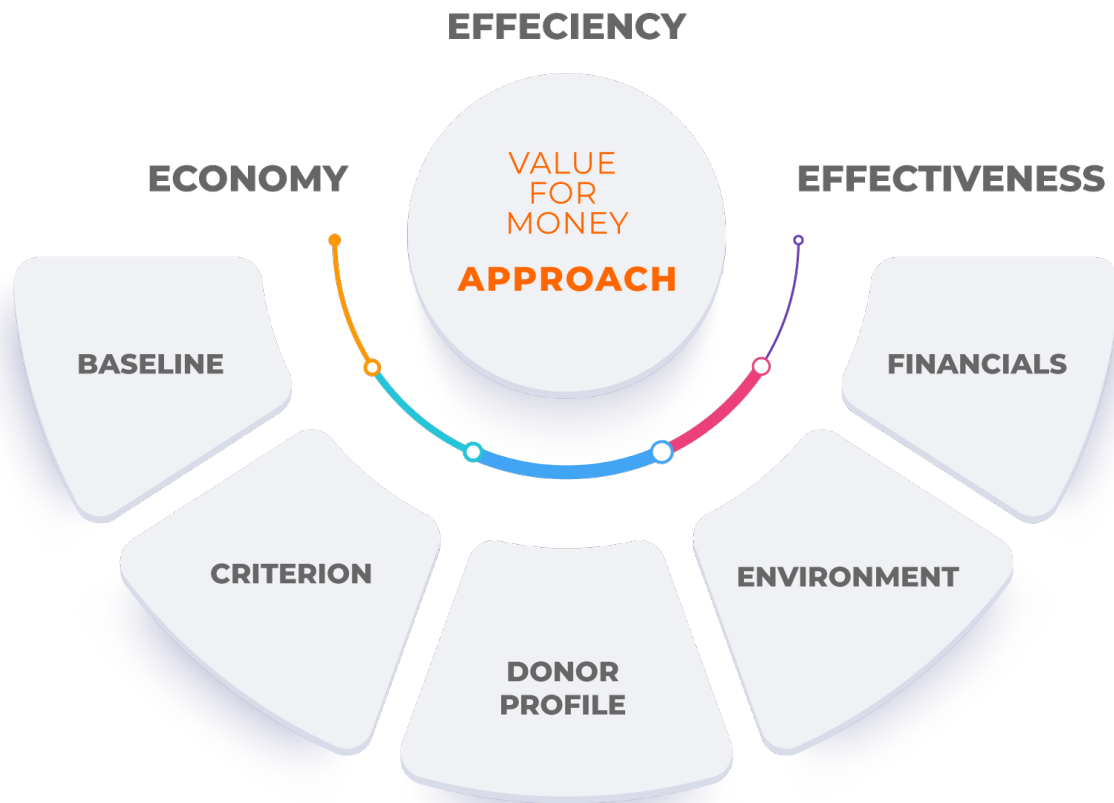 EFFECIENCY
ECONOMY
EFFECTIVENESS
VALUE
FOR
MONEY
APPROACH
BASELINE
FINANCIALS
CRITERION
ENVIRONMENT
DONOR
PROFILE